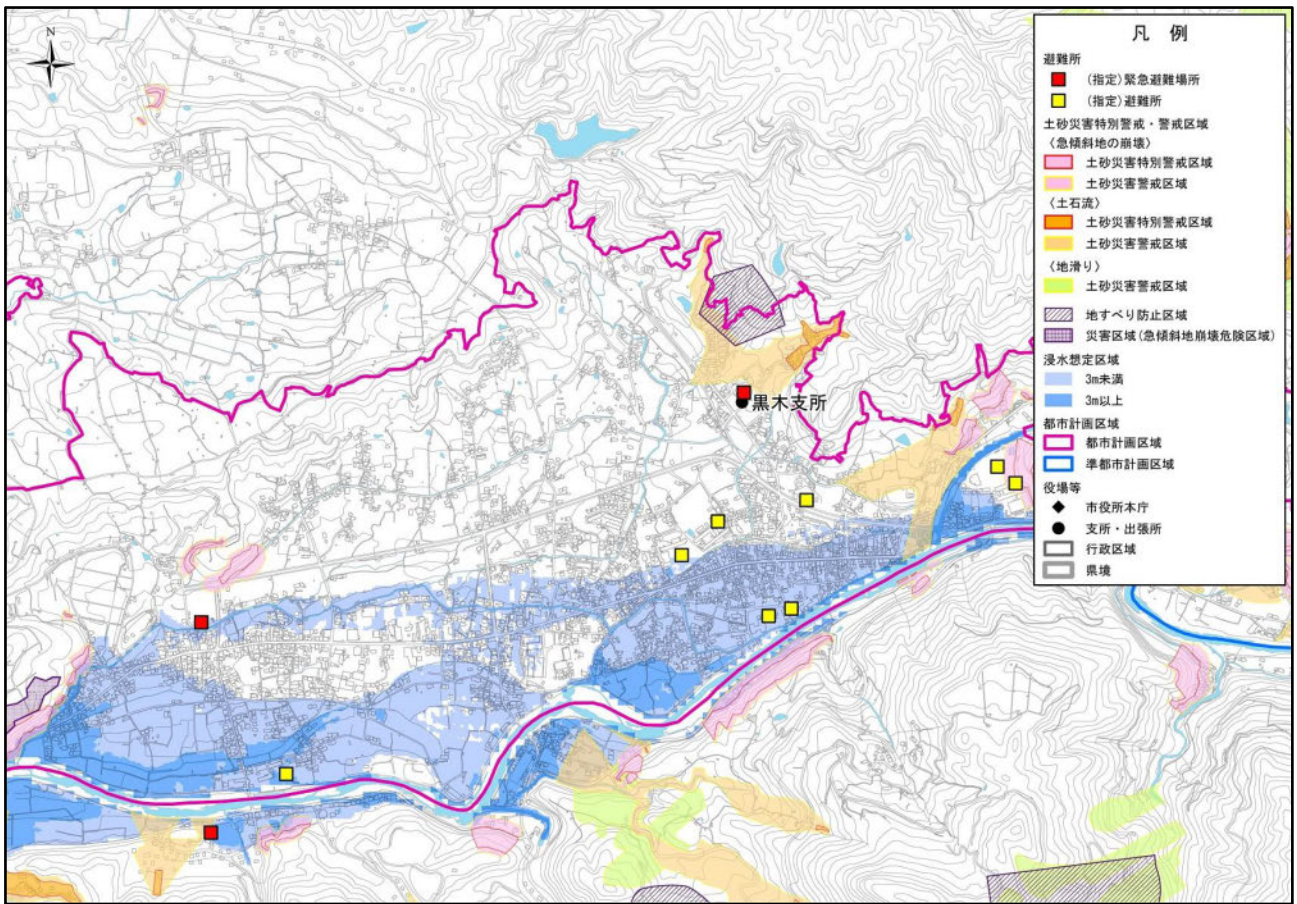 N
凡 例
避難所
(指定)緊急避難場所
(指定)避難所
土砂災害特別警戒・警戒区域
〈急傾斜地の崩壊〉
土砂災害特別警戒区域
土砂災害警戒区域
〈土石流〉
土砂災害特別警戒区域
土砂災害警戒区域
〈地滑り〉
土砂災害警戒区域
地すべり防止区域
災害区域(急傾斜地崩壊危険区域)
浸水想定区域
3m未満
3m以上
都市計画区域
都市計画区域
準都市計画区域
役場等
市役所本庁
支所・出張所
行政区域
県境
黒木支所